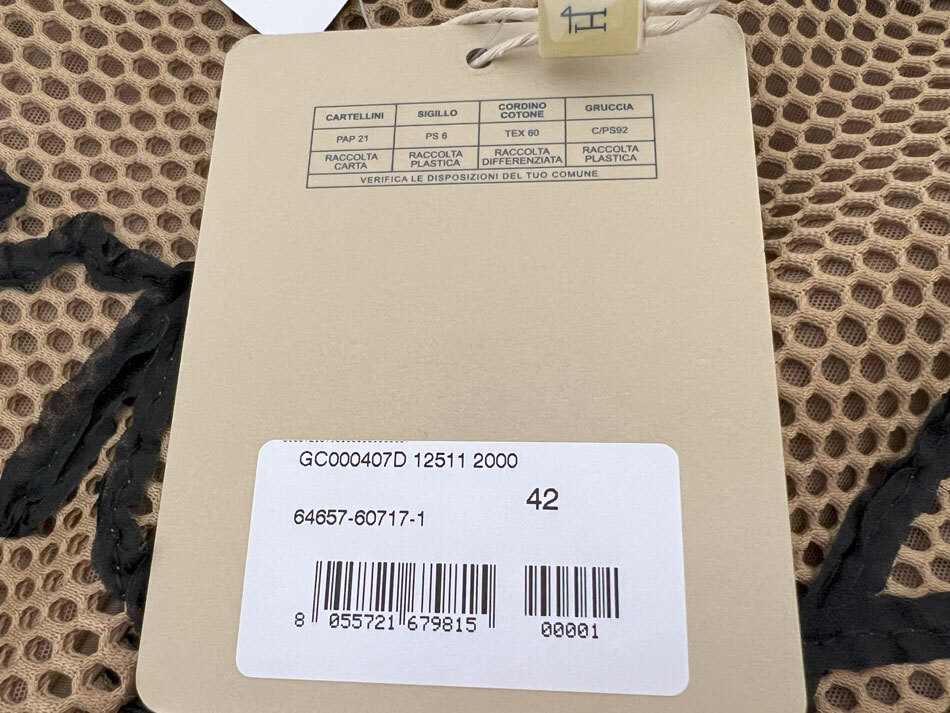 CARTELLINI SIGILLO CORDINO COTONE GRUCCIA
PAP 21 PS 6 TEX 60 C/PS92
RACCOLTA CARTA RACCOLTA PLASTICA RACCOLTA DIFFERENZIATA RACCOLTA PLASTICA
VERIFICA LE DISPOSIZIONI DEL TUO COMUNE
GC000407D 12511 2000
42
64657-60717-1
8 055721 679815
00001